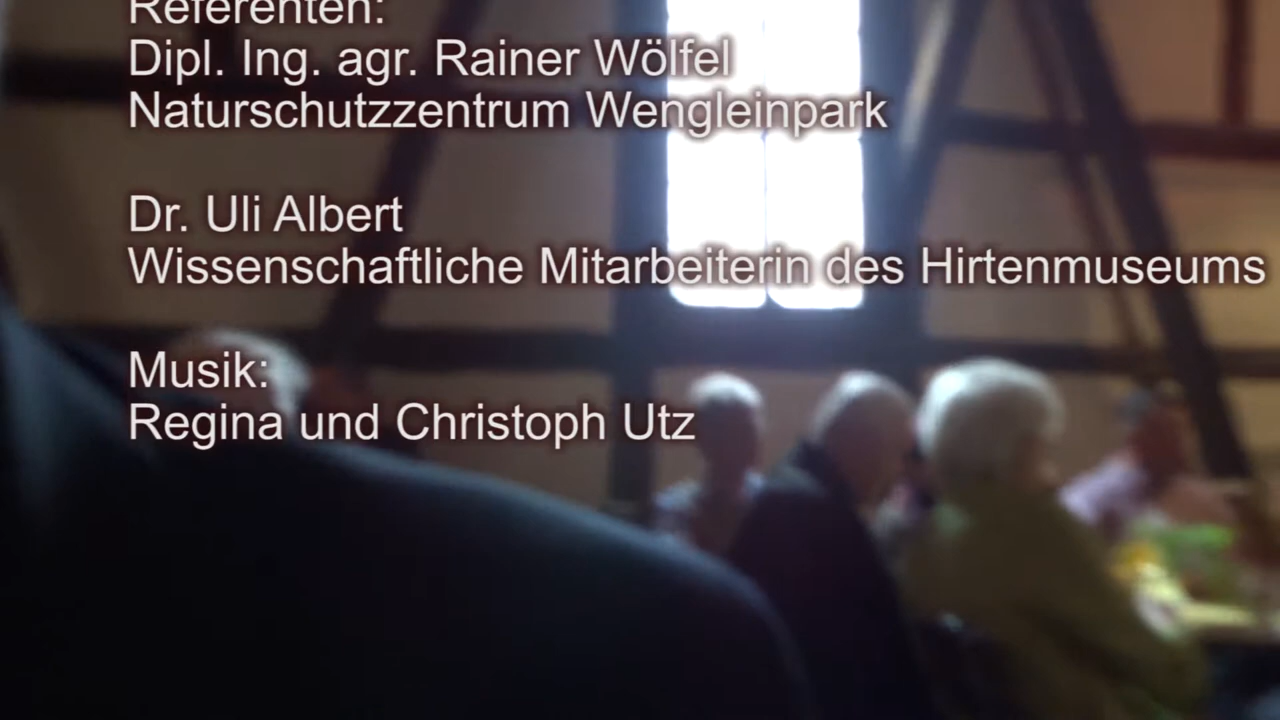 Referenten:
Dipl. Ing. agr. Rainer Wölfel
Naturschutzzentrum Wengleinpark
Dr. Uli Albert
Wissenschaftliche Mitarbeiterin des Hirtenmuseums
Musik:
Regina und Christoph Utz